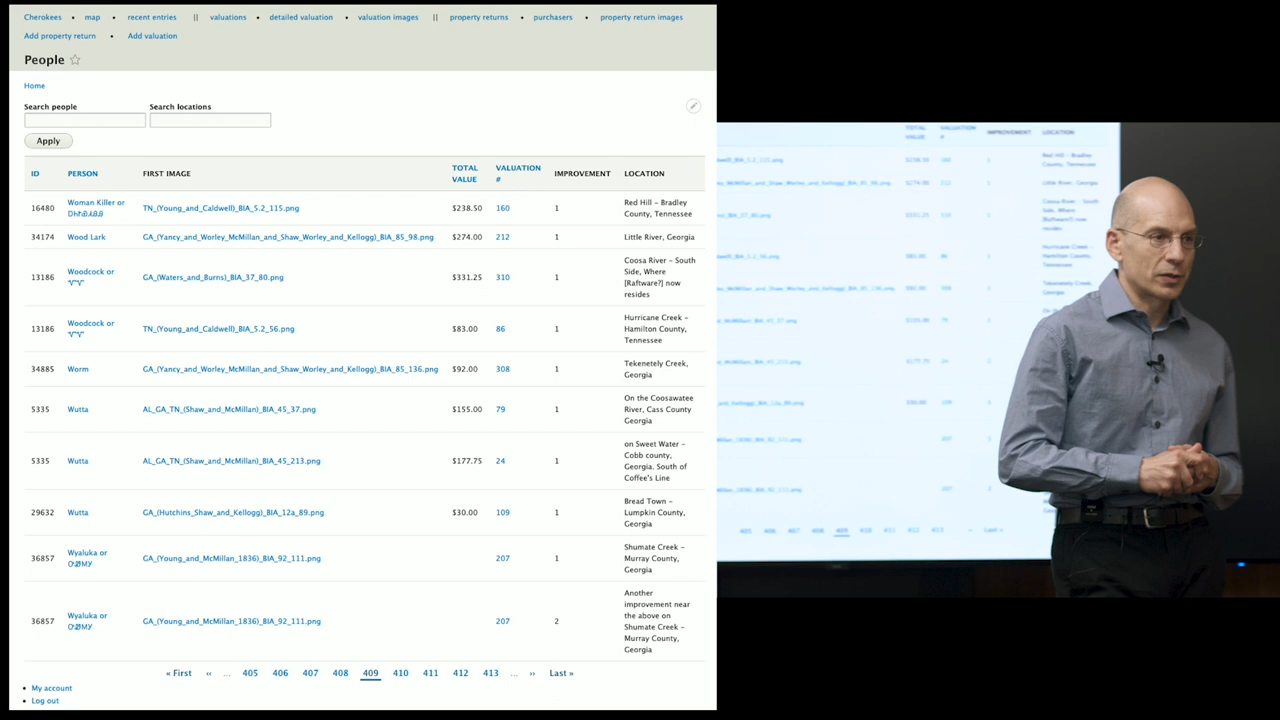 Cherokees • map • recent entries || valuations • detailed valuation • valuation images || property returns • purchasers • property return images
Add property return • Add valuation
People
Home
Search people Search locations
Apply
ID PERSON FIRST IMAGE TOTAL VALUE VALUATION # IMPROVEMENT LOCATION
16480 Woman Killer or TN_(Young_and_Caldwell)_BIA_5.2_115.png $238.50 160 1 Red Hill – Bradley County, Tennessee
34174 Wood Lark GA_(Yancy_and_Worley_McMillan_and_Shaw_Worley_and_Kellogg)_BIA_85_98.png $274.00 212 1 Little River, Georgia
13186 Woodcock or GA_(Waters_and_Burns)_BIA_37_80.png $331.25 310 1 Coosa River – South Side, Where [Raftware?] now resides
13186 Woodcock or TN_(Young_and_Caldwell)_BIA_5.2_56.png $83.00 86 1 Hurricane Creek – Hamilton County, Tennessee
34885 Worm GA_(Yancy_and_Worley_McMillan_and_Shaw_Worley_and_Kellogg)_BIA_85_136.png $92.00 308 1 Tekenetely Creek, Georgia
5335 Wutta AL_GA_TN_(Shaw_and_McMillan)_BIA_45_37.png $155.00 79 1 On the Coosawatee River, Cass County Georgia
5335 Wutta AL_GA_TN_(Shaw_and_McMillan)_BIA_45_213.png $177.75 24 1 on Sweet Water – Cobb county, Georgia. South of Coffee's Line
29632 Wutta GA_(Hutchins_Shaw_and_Kellogg)_BIA_12a_89.png $30.00 109 1 Bread Town – Lumpkin County, Georgia
36857 Wyaluka or GA_(Young_and_McMillan_1836)_BIA_92_111.png 207 1 Shumate Creek – Murray County, Georgia
36857 Wyaluka or GA_(Young_and_McMillan_1836)_BIA_92_111.png 207 2 Another improvement near the above on Shumate Creek – Murray County, Georgia
« First ‹‹ … 405 406 407 408 409 410 411 412 413 … ›› Last »
• My account
• Log out